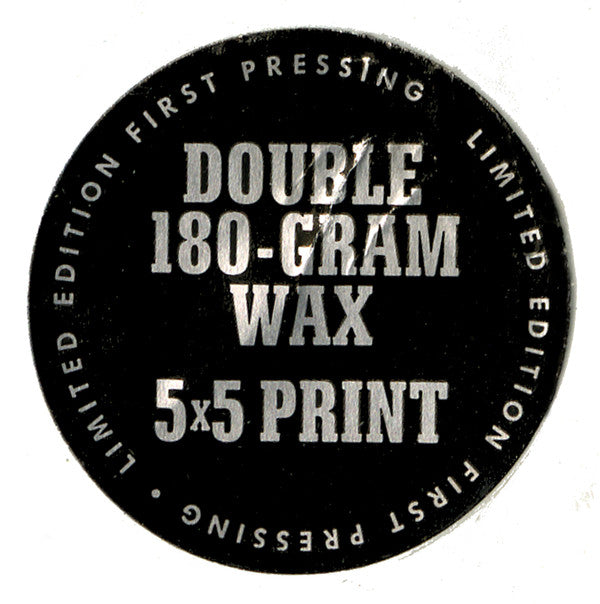 DOUBLE
180-GRAM
WAX
5x5 PRINT
LIMITED EDITION FIRST PRESSING
LIMITED EDITION FIRST PRESSING •